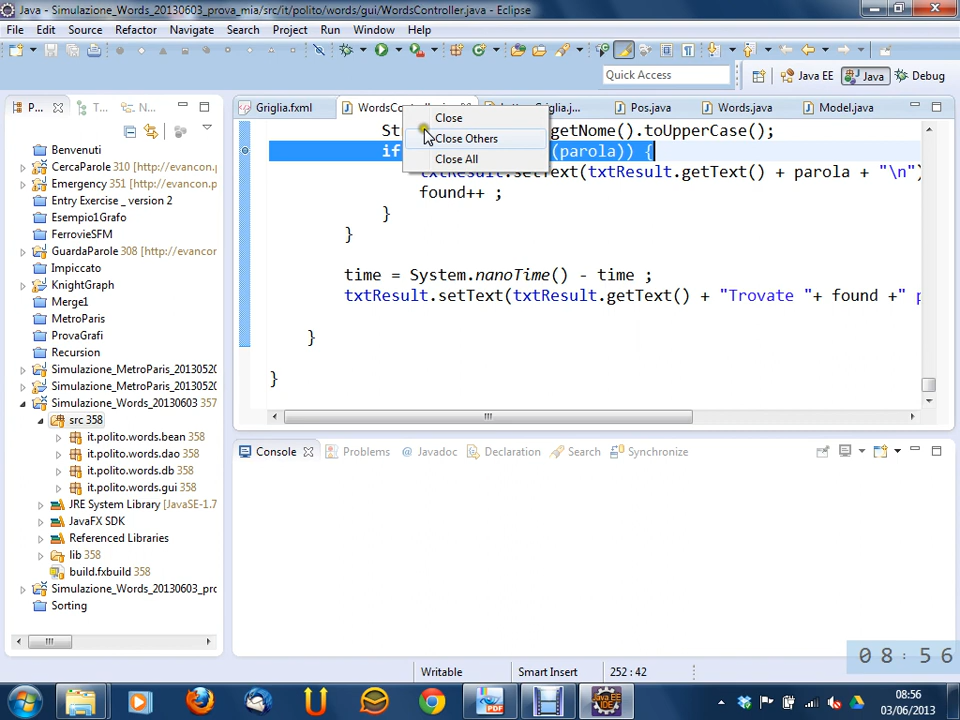 Java - Simulazione_Words_20130603_prova_mia/src/it/polito/words/gui/WordsController.java - Eclipse
File Edit Source Refactor Navigate Search Project Run Window Help
Quick Access
Java EE Java Debug
P... T... N...
Griglia.fxml Pos.java Words.java Model.java
Close
Close Others
Close All
getNome().toUpperCase();
if (parola)) {
txtResult.setText(txtResult.getText() + parola + "\n")
found++ ;
}
}
time = System.nanoTime() - time ;
txtResult.setText(txtResult.getText() + "Trovate "+ found +" p
}
}
Benvenuti
CercaParole 310 [http://evancon.
Emergency 351 [http://evancon.p
Entry Exercise _ version 2
Esempio1Grafo
FerrovieSFM
GuardaParole 308 [http://evancon
Impiccato
KnightGraph
Merge1
MetroParis
ProvaGrafi
Recursion
Simulazione_MetroParis_20130520
Simulazione_MetroParis_20130520
Simulazione_Words_20130603 357
src 358
it.polito.words.bean 358
it.polito.words.dao 358
it.polito.words.db 358
it.polito.words.gui 358
JRE System Library [JavaSE-1.7
JavaFX SDK
Referenced Libraries
lib 358
build.fxbuild 358
Simulazione_Words_20130603_pro
Sorting
Console Problems Javadoc Declaration Search Synchronize
Writable Smart Insert 252 : 42
08:56
08:56
03/06/2013